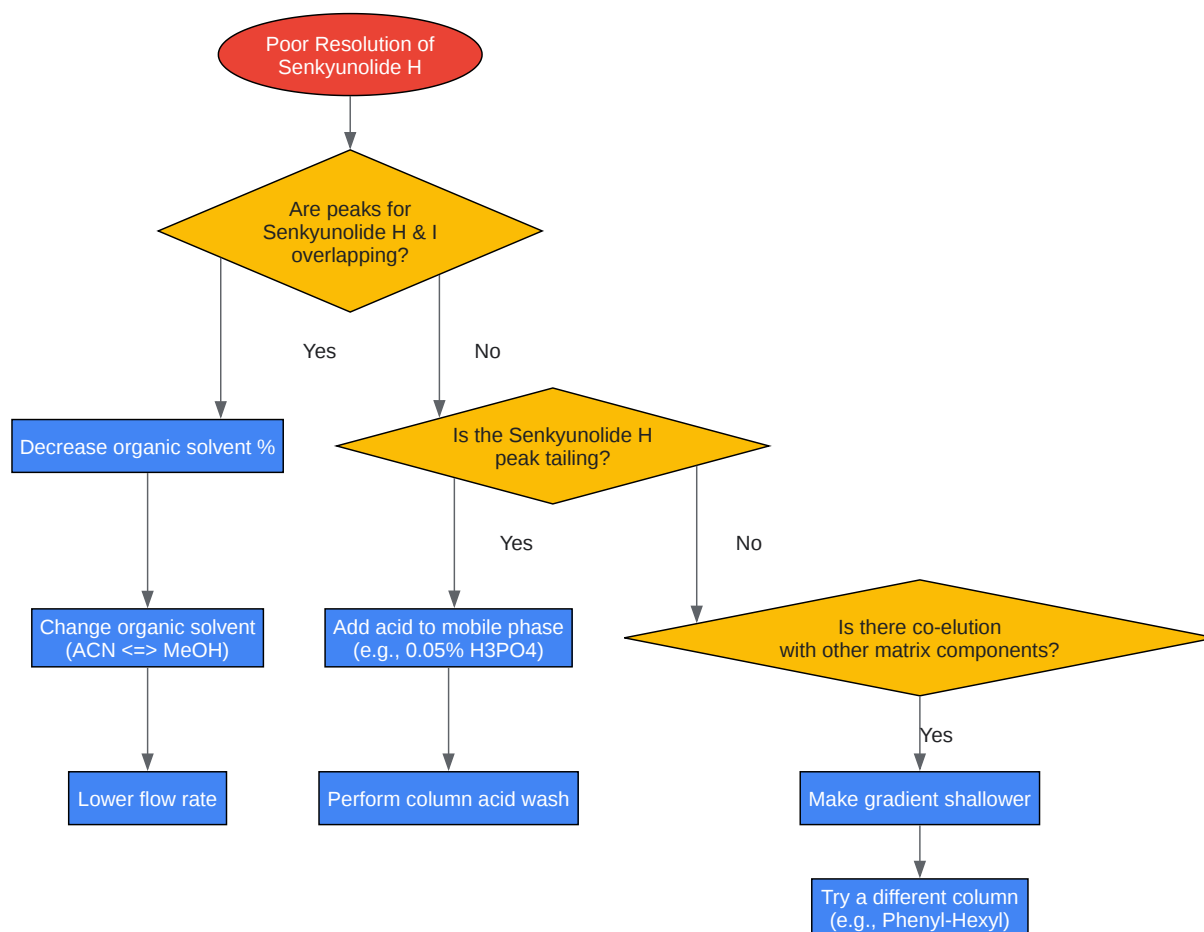 Poor Resolution of
Senkyunolide H
Are peaks for
Senkyunolide H & I
overlapping?
Yes
No
Decrease organic solvent %
Is the Senkyunolide H
peak tailing?
Yes
No
Change organic solvent
(ACN <=> MeOH)
Add acid to mobile phase
(e.g., 0.05% H3PO4)
Is there co-elution
with other matrix components?
Yes
Lower flow rate
Perform column acid wash
Make gradient shallower
Try a different column
(e.g., Phenyl-Hexyl)